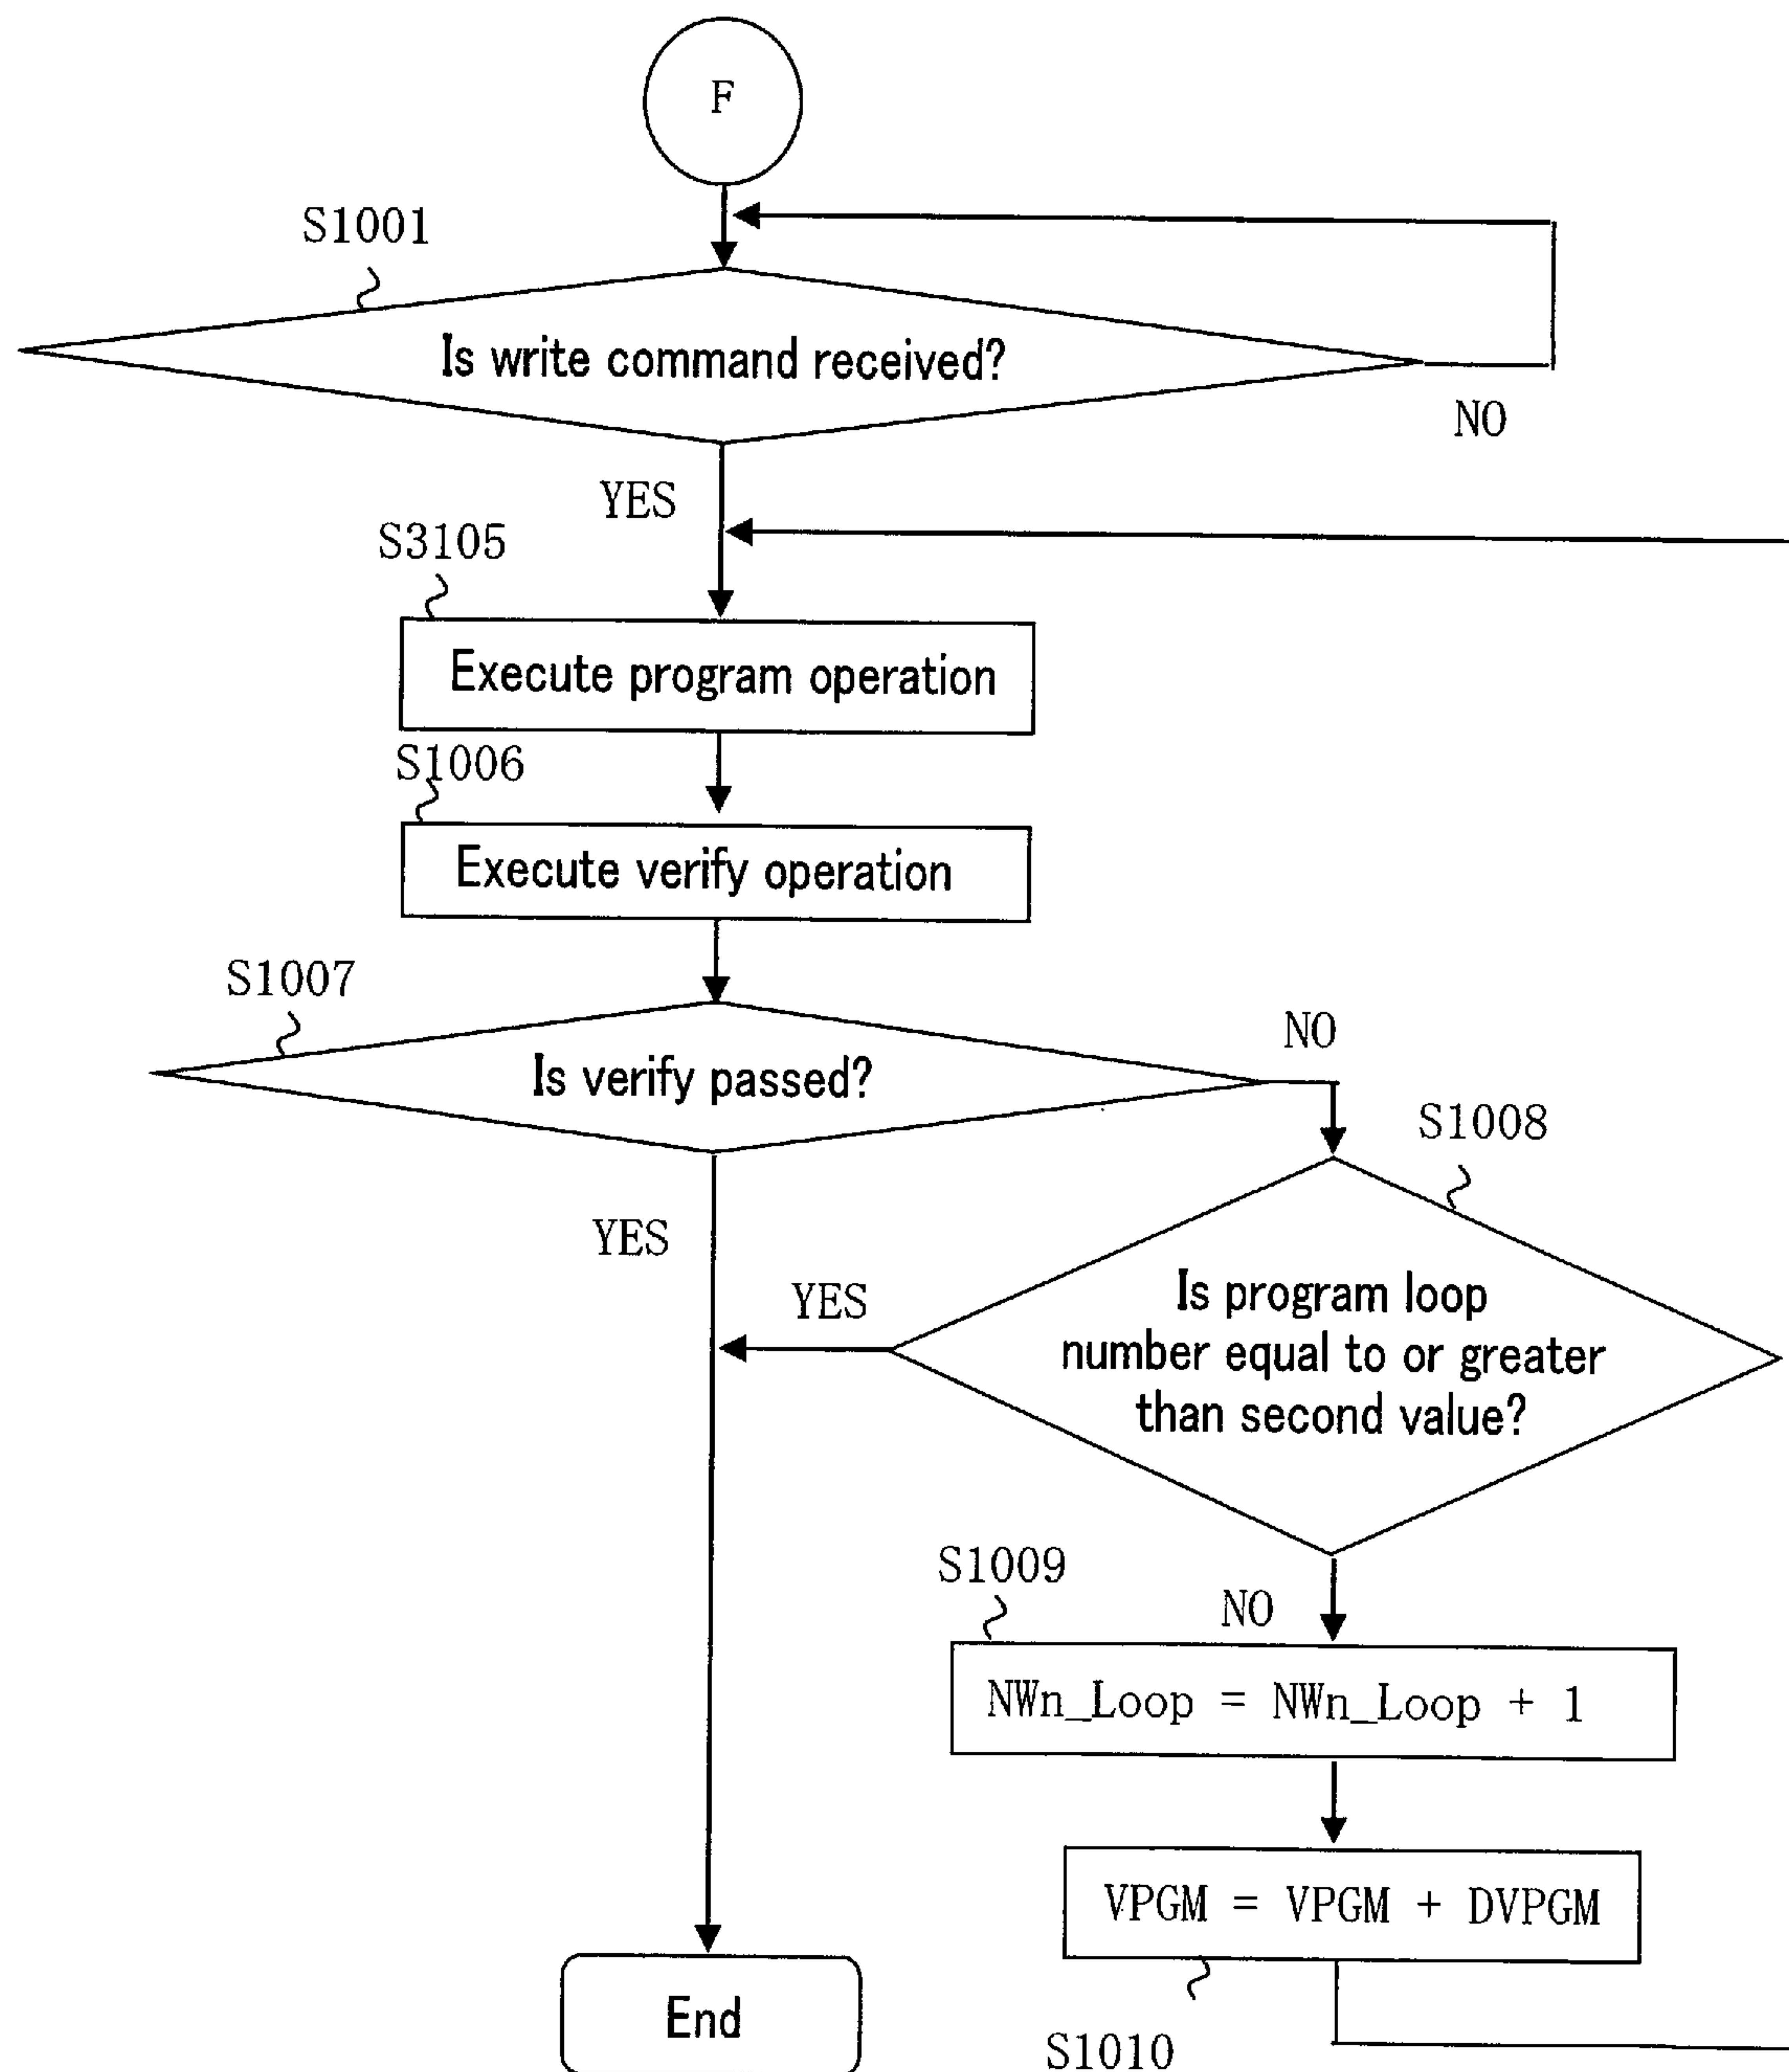 F
S1001
Is write command received?
NO
YES
S3105
Execute program operation
S1006
Execute verify operation
S1007
NO
Is verify passed?
S1008
YES
YES
Is program loop
number equal to or greater
than second value?
S1009
NO
NWn_Loop = NWn_Loop + 1
VPGM = VPGM + DVPGM
End
S1010